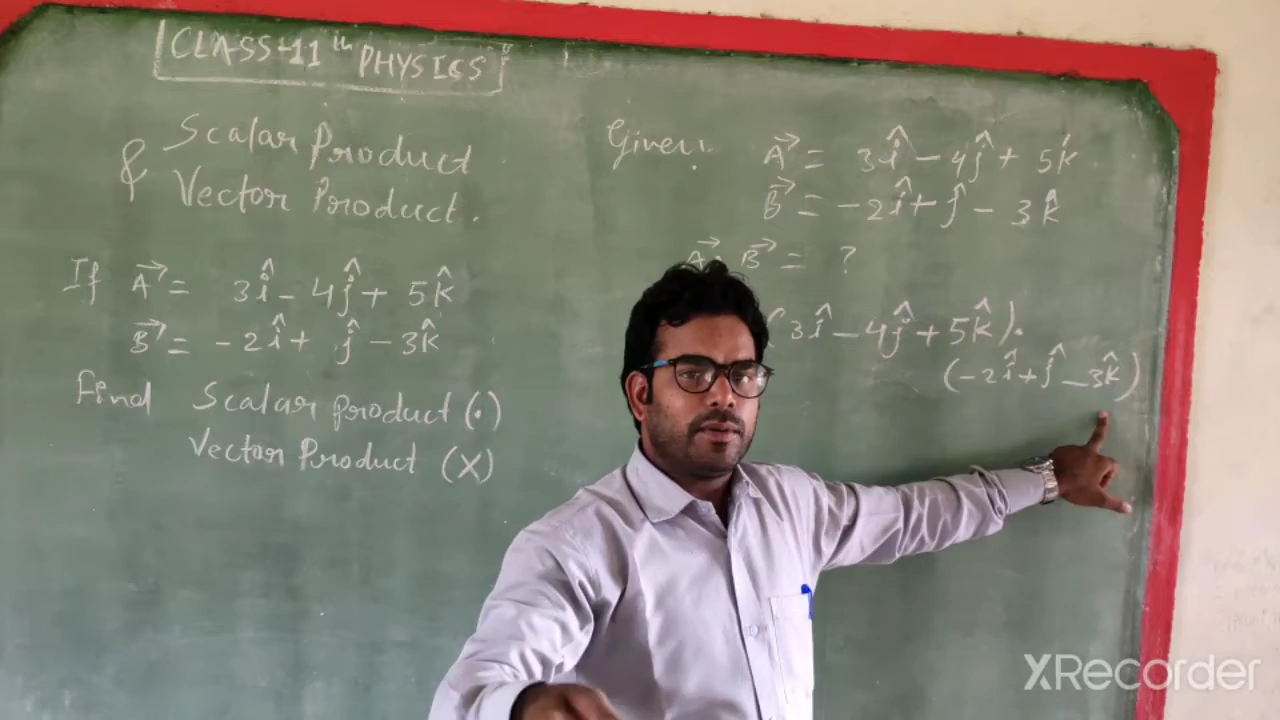 CLASS-11th PHYSICS
Scalar Product
& Vector Product.
If A⃗ = 3î - 4ĵ + 5k̂
B⃗ = -2î + ĵ - 3k̂
Find Scalar product (.)
Vector Product (X)
Given: A⃗ = 3î - 4ĵ + 5k̂
B⃗ = -2î + ĵ - 3k̂
A⃗. B⃗ = ?
(3î - 4ĵ + 5k̂).
(-2î + ĵ - 3k̂)
XRecorder